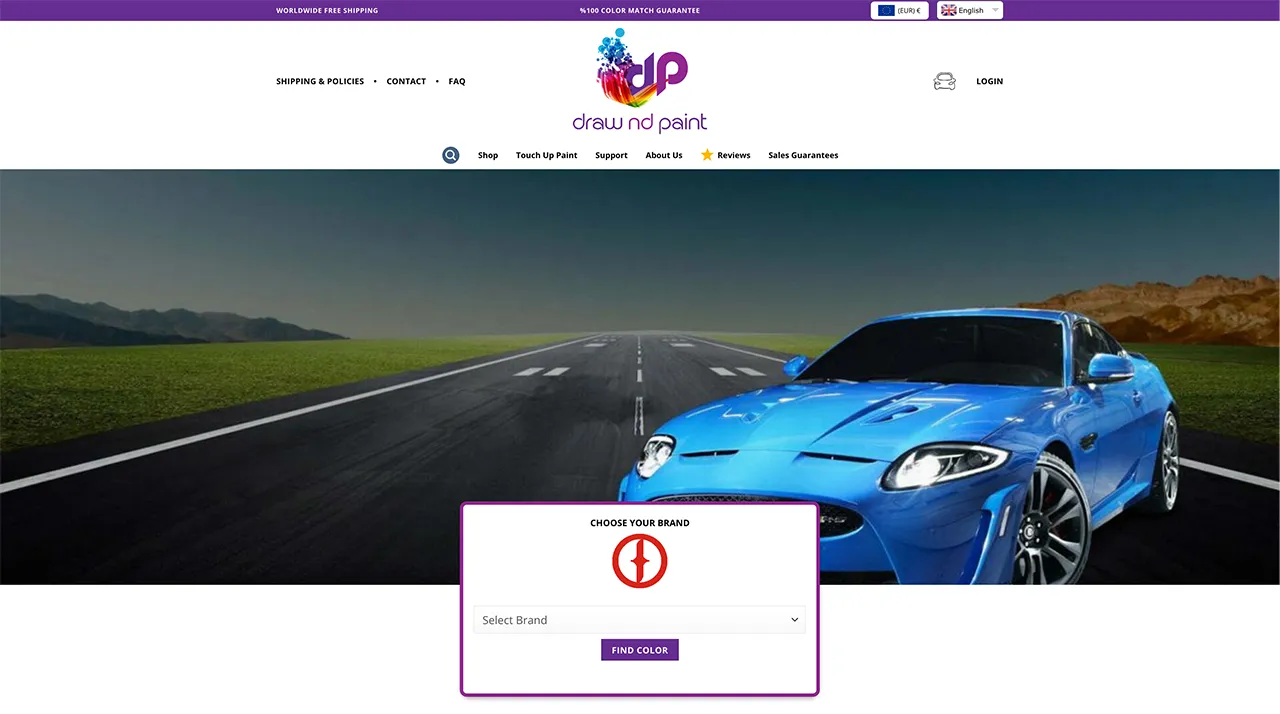 WORLDWIDE FREE SHIPPING
%100 COLOR MATCH GUARANTEE
(EUR) €
English
SHIPPING & POLICIES • CONTACT • FAQ
dp
draw nd paint
LOGIN
Shop
Touch Up Paint
Support
About Us
Reviews
Sales Guarantees
CHOOSE YOUR BRAND
Select Brand
FIND COLOR